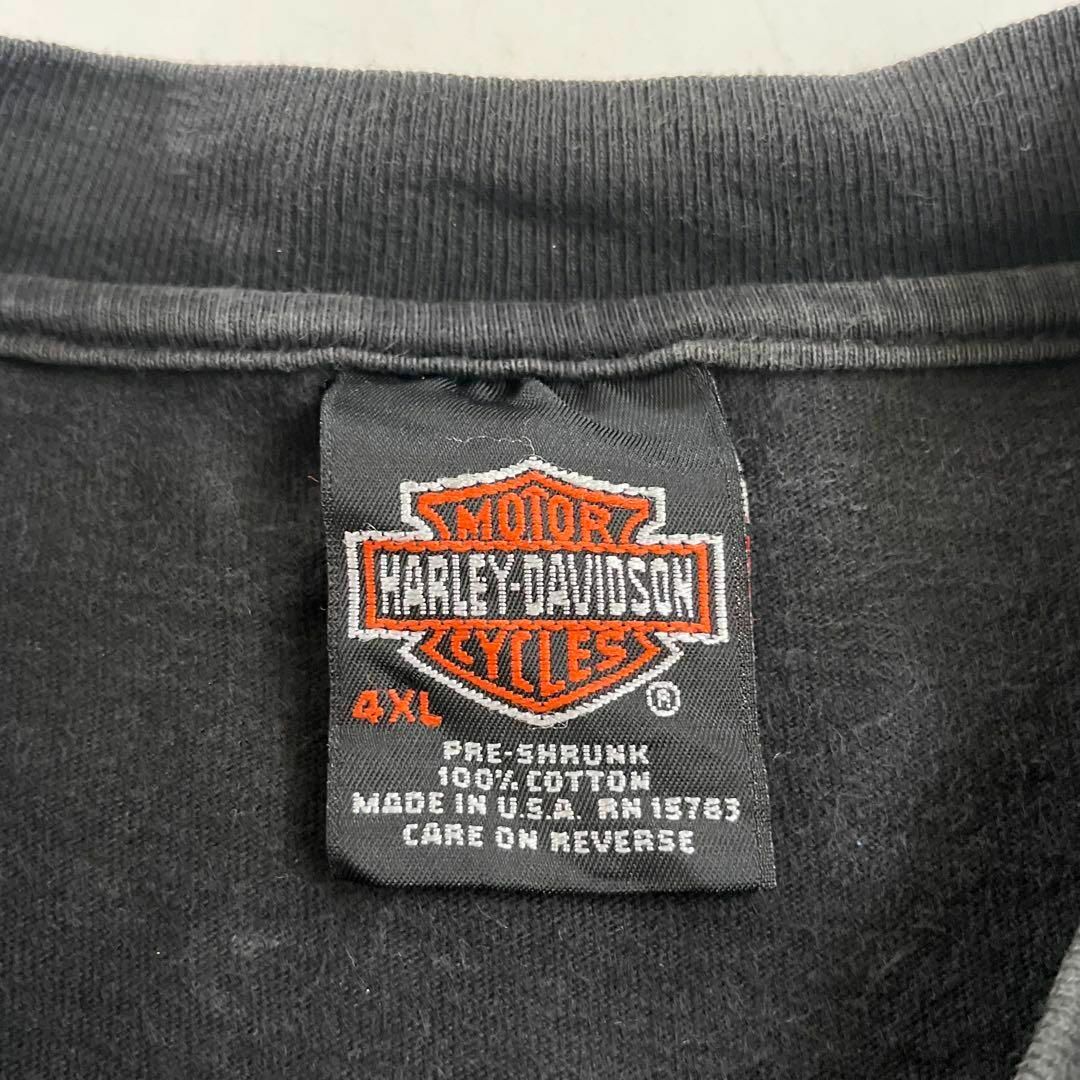 MOTOR
HARLEY-DAVIDSON
CYCLES
4XL ®
PRE-SHRUNK
100% COTTON
MADE IN U.S.A. RN 15763
CARE ON REVERSE